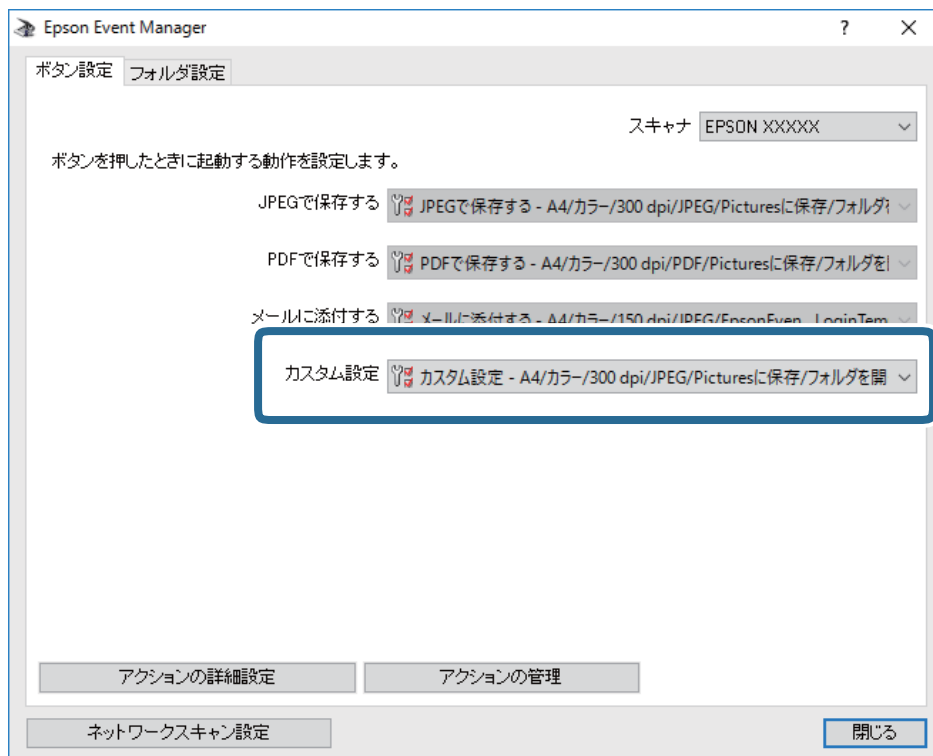 Epson Event Manager ? ×
ボタン設定 フォルダ設定
スキャナ EPSON XXXXX
ボタンを押したときに起動する動作を設定します。
JPEGで保存する JPEGで保存する - A4/カラー/300 dpi/JPEG/Picturesに保存/フォルダを
PDFで保存する PDFで保存する - A4/カラー/300 dpi/PDF/Picturesに保存/フォルダを
メールに添付する メールに添付する - A4/カラー/150 dpi/JPEG/EpsonEven...LoginTem
カスタム設定 カスタム設定 - A4/カラー/300 dpi/JPEG/Picturesに保存/フォルダを開
アクションの詳細設定 アクションの管理
ネットワークスキャン設定 閉じる